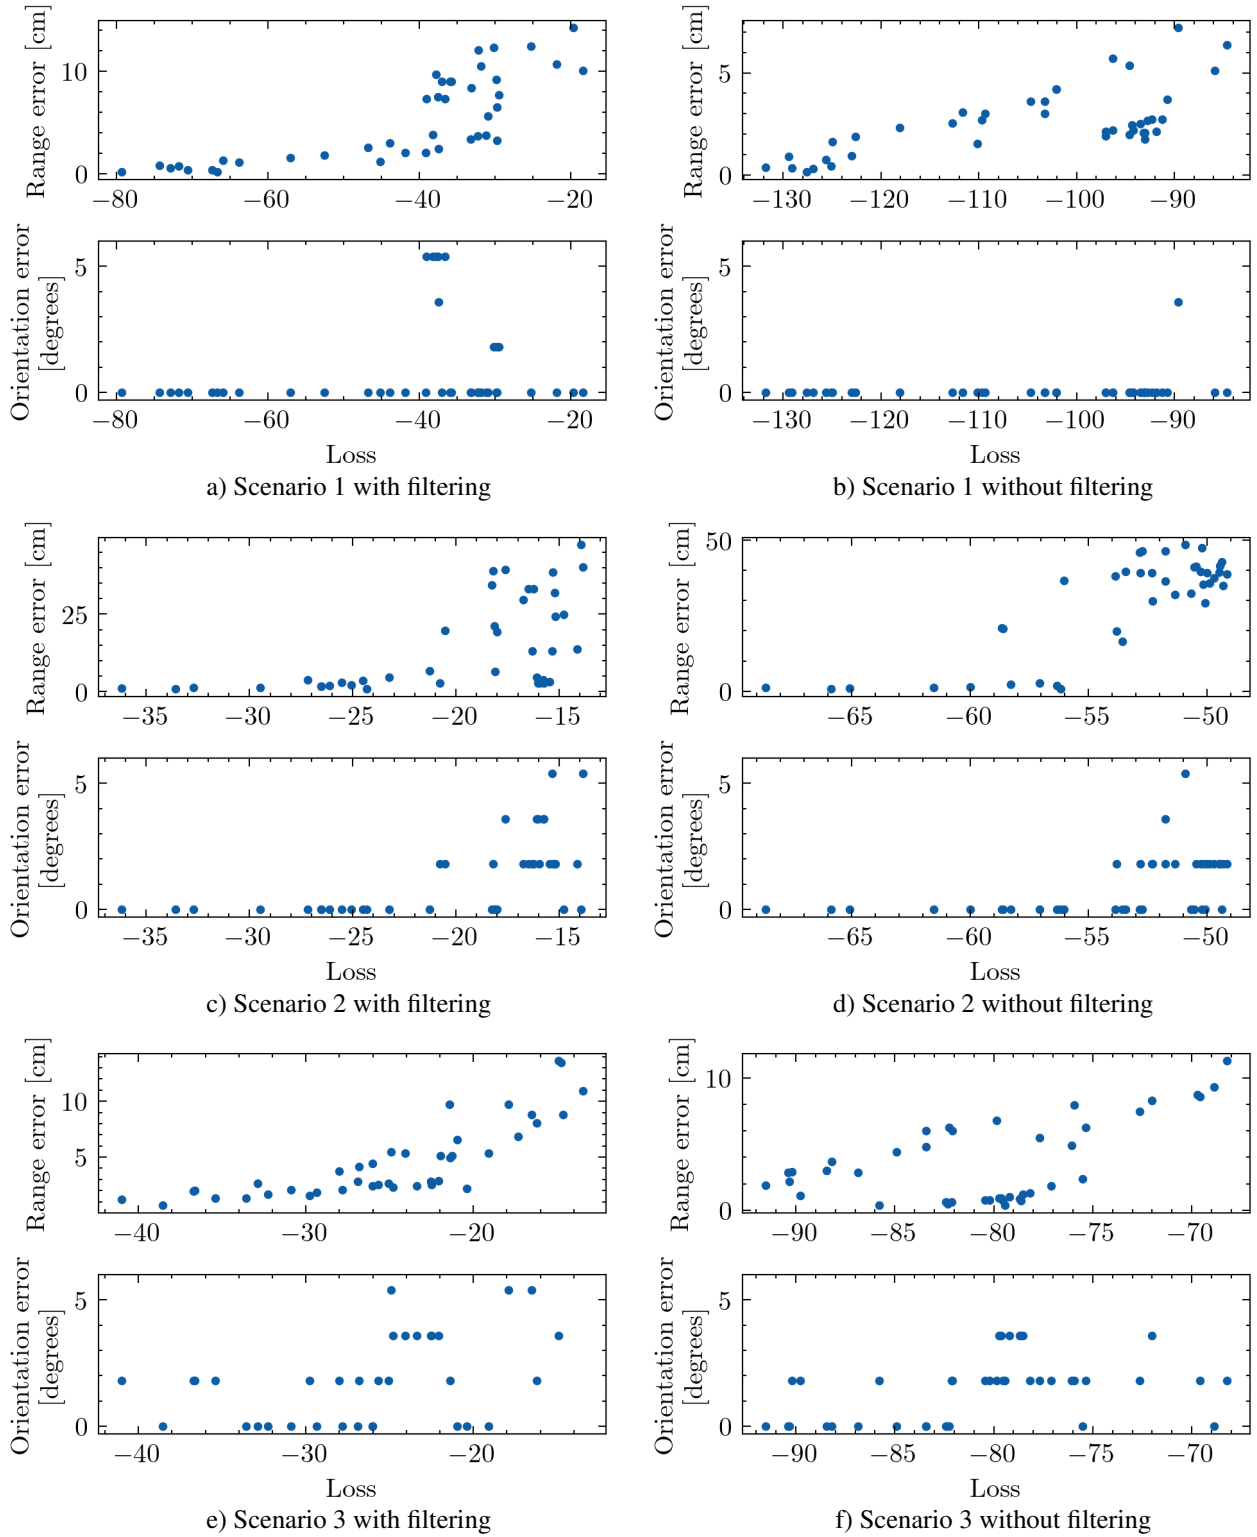 Range error [cm]
10
0
−80 −60 −40 −20
Orientation error
[degrees]
5
0
−80 −60 −40 −20
Loss
a) Scenario 1 with filtering
Range error [cm]
5
0
−130 −120 −110 −100 −90
Orientation error
[degrees]
5
0
−130 −120 −110 −100 −90
Loss
b) Scenario 1 without filtering
Range error [cm]
25
0
−35 −30 −25 −20 −15
Orientation error
[degrees]
5
0
−35 −30 −25 −20 −15
Loss
c) Scenario 2 with filtering
Range error [cm]
50
0
−65 −60 −55 −50
Orientation error
[degrees]
5
0
−65 −60 −55 −50
Loss
d) Scenario 2 without filtering
Range error [cm]
10
5
−40 −30 −20
Orientation error
[degrees]
5
0
−40 −30 −20
Loss
e) Scenario 3 with filtering
Range error [cm]
10
0
−90 −85 −80 −75 −70
Orientation error
[degrees]
5
0
−90 −85 −80 −75 −70
Loss
f) Scenario 3 without filtering